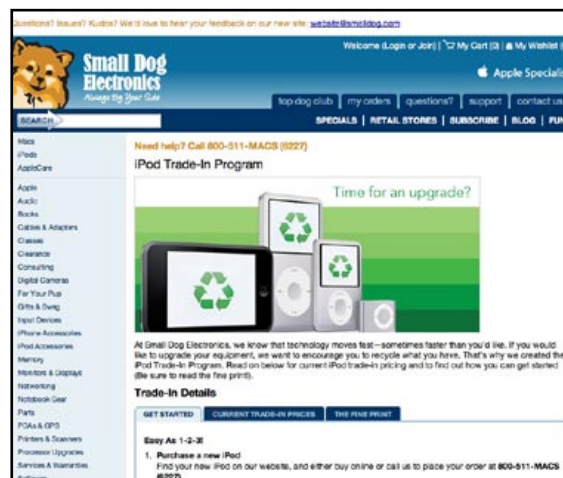 Questions? Issues? Kudos? We'd love to hear your feedback on our new site: website@smalldog.com
Welcome (Login or Join) | My Cart (0) | My Wishlist
Small Dog
Electronics
Always By Your Side
Apple Specialis
top dog club | my orders | questions? | support | contact us
SEARCH
SPECIALS | RETAIL STORES | SUBSCRIBE | BLOG | FUN
Macs
iPods
AppleCare
Apple
Audio
Books
Cables & Adapters
Classes
Clearance
Consulting
Digital Cameras
For Your Pup
Gifts & Swag
Input Devices
iPhone Accessories
iPod Accessories
Memory
Monitors & Displays
Networking
Notebook Gear
Parts
PDAs & GPS
Printers & Scanners
Processor Upgrades
Services & Warranties
Software
Need help? Call 800-511-MACS (6227)
iPod Trade-In Program
Time for an upgrade?
At Small Dog Electronics, we know that technology moves fast—sometimes faster than you'd like. If you would
like to upgrade your equipment, we want to encourage you to recycle what you have. That's why we created the
iPod Trade-In Program. Read on below for current iPod trade-in pricing and to find out how you can get started
(Be sure to read the fine print).
Trade-In Details
GET STARTED
CURRENT TRADE-IN PRICES
THE FINE PRINT
Easy As 1-2-3!
1. Purchase a new iPod
Find your new iPod on our website, and either buy online or call us to place your order at 800-511-MACS
(6227)